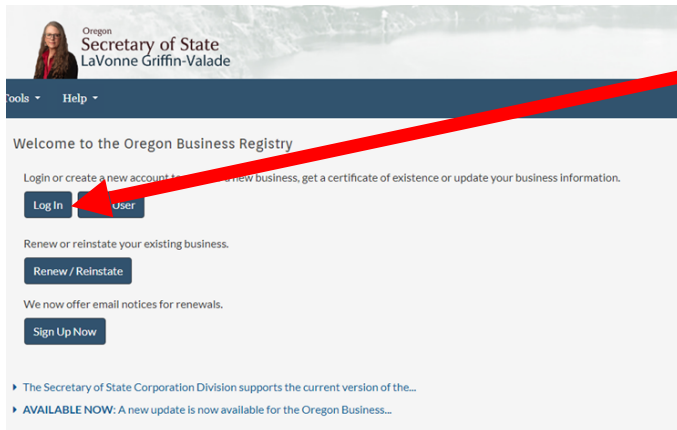 Oregon
Secretary of State
LaVonne Griffin-Valade
Tools Help
Welcome to the Oregon Business Registry
Login or create a new account to new business, get a certificate of existence or update your business information.
Log In User
Renew or reinstate your existing business.
Renew / Reinstate
We now offer email notices for renewals.
Sign Up Now
The Secretary of State Corporation Division supports the current version of the...
AVAILABLE NOW: A new update is now available for the Oregon Business...